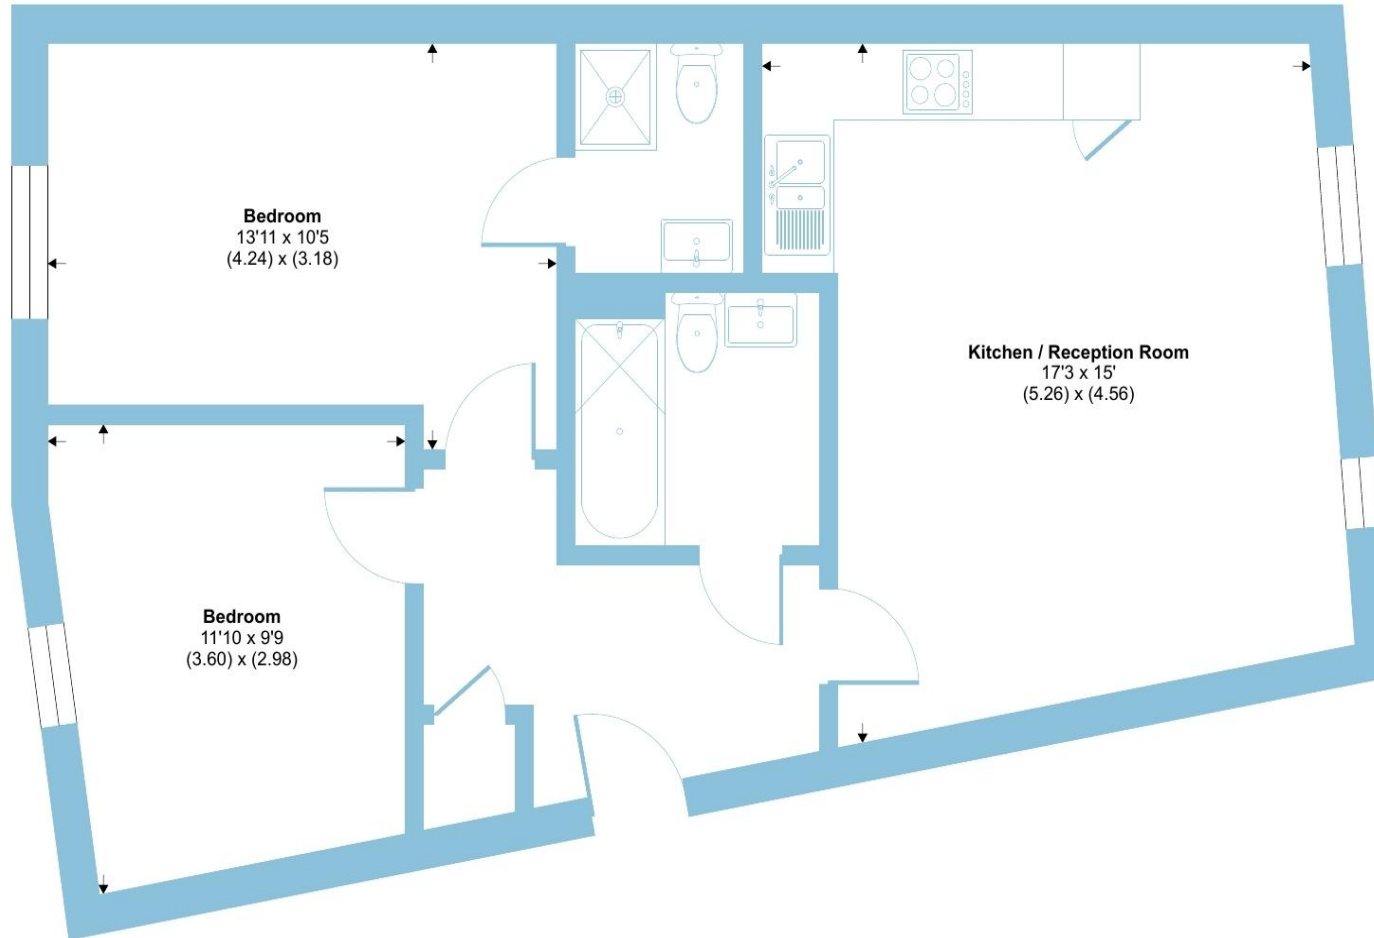 Bedroom
13'11 x 10'5
(4.24) x (3.18)
Kitchen / Reception Room
17'3 x 15'
(5.26) x (4.56)
Bedroom
11'10 x 9'9
(3.60) x (2.98)